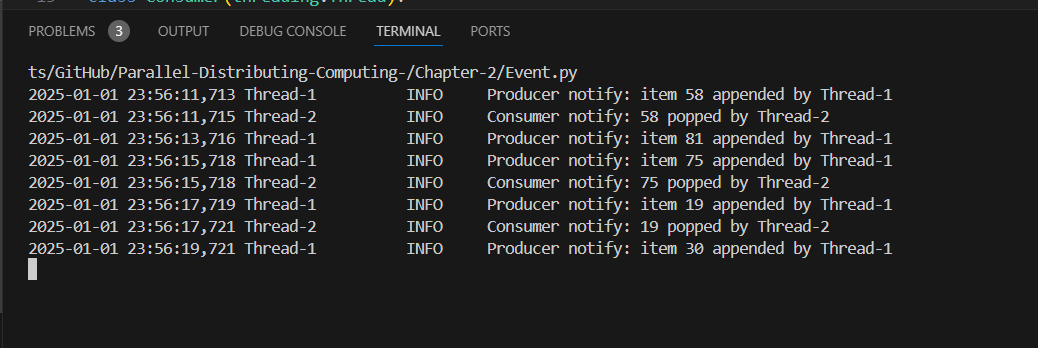 class Consumer(threading.Thread):
PROBLEMS 3 OUTPUT DEBUG CONSOLE TERMINAL PORTS
ts/GitHub/Parallel-Distributing-Computing-/Chapter-2/Event.py
2025-01-01 23:56:11,713 Thread-1 INFO Producer notify: item 58 appended by Thread-1
2025-01-01 23:56:11,715 Thread-2 INFO Consumer notify: 58 popped by Thread-2
2025-01-01 23:56:13,716 Thread-1 INFO Producer notify: item 81 appended by Thread-1
2025-01-01 23:56:15,718 Thread-1 INFO Producer notify: item 75 appended by Thread-1
2025-01-01 23:56:15,718 Thread-2 INFO Consumer notify: 75 popped by Thread-2
2025-01-01 23:56:17,719 Thread-1 INFO Producer notify: item 19 appended by Thread-1
2025-01-01 23:56:17,721 Thread-2 INFO Consumer notify: 19 popped by Thread-2
2025-01-01 23:56:19,721 Thread-1 INFO Producer notify: item 30 appended by Thread-1